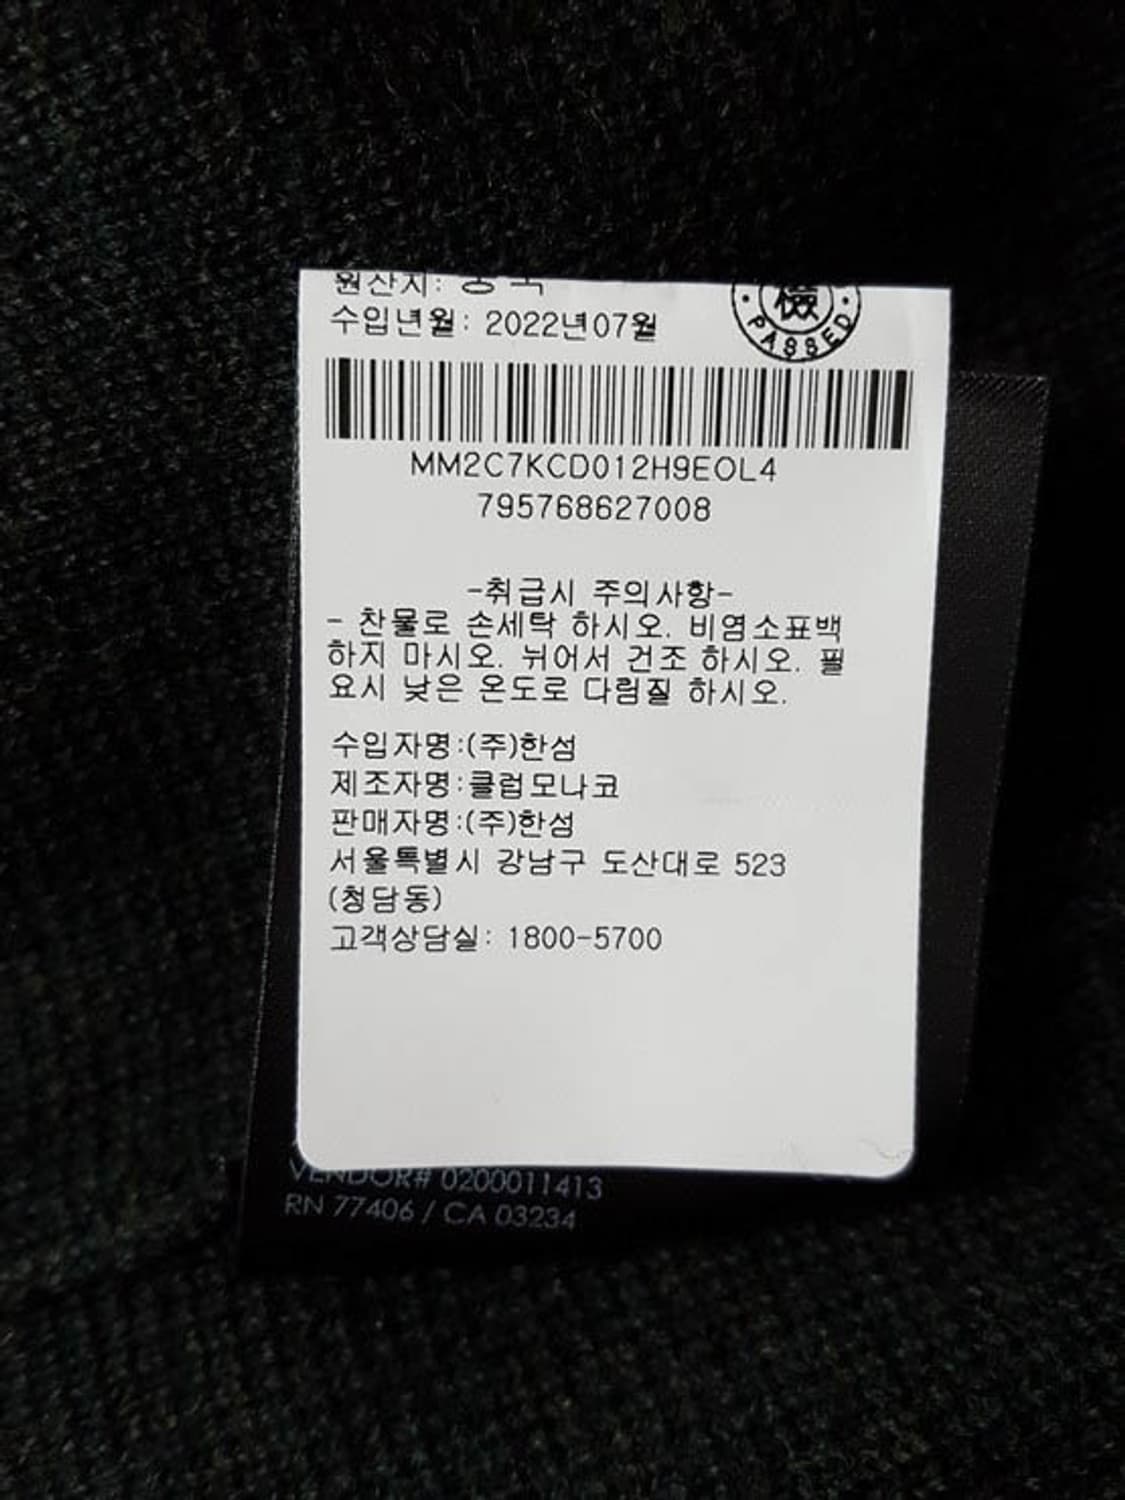 원산지: 중국
檢
PASSED
수입년월: 2022년07월
MM2C7KCD012H9EOL4
795768627008
-취급시 주의사항-
- 찬물로 손세탁 하시오. 비염소표백
하지 마시오. 뉘어서 건조 하시오. 필
요시 낮은 온도로 다림질 하시오.
수입자명:(주)한섬
제조자명:클럽모나코
판매자명:(주)한섬
서울특별시 강남구 도산대로 523
(청담동)
고객상담실: 1800-5700
VENDOR# 0200011413
RN 77406 / CA 03234